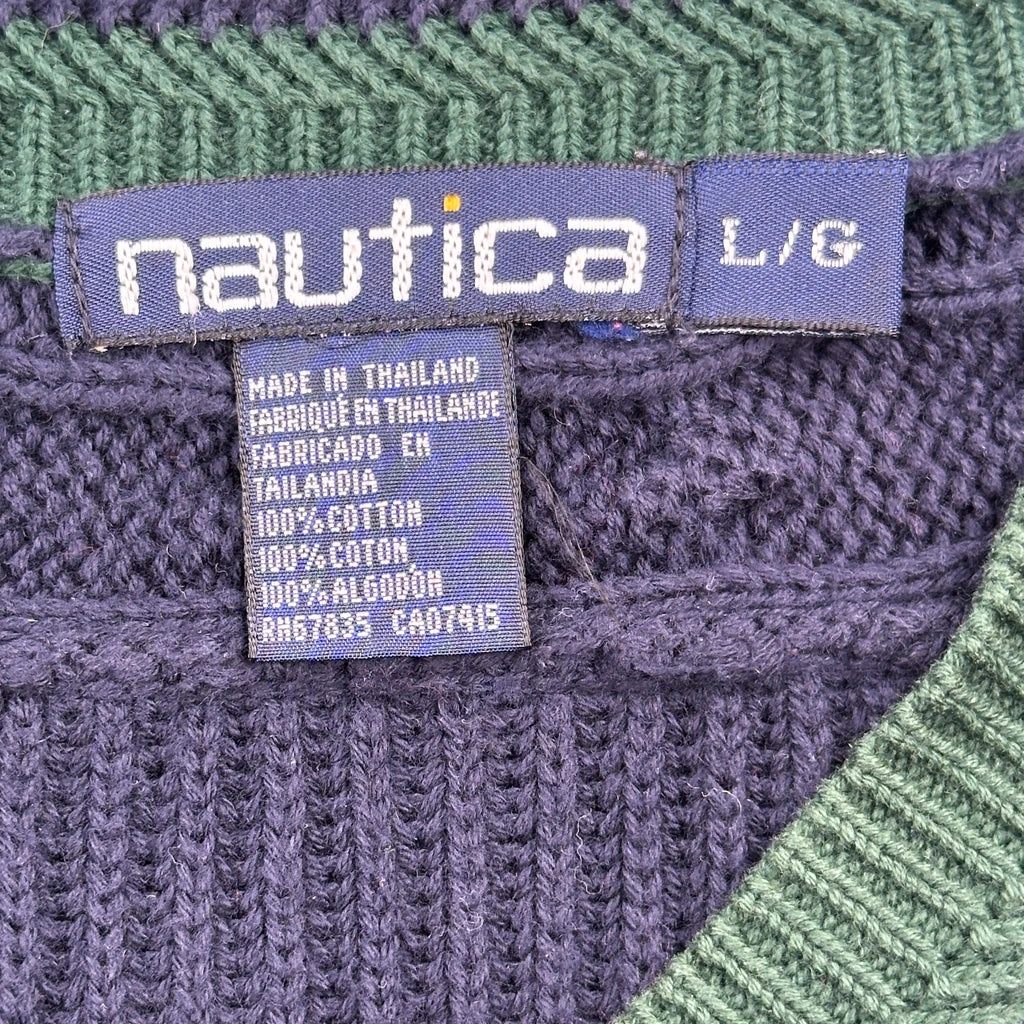 nautica
L/G
MADE IN THAILAND
FABRIQUÉ EN THAILANDE
FABRICADO EN
TAILANDIA
100% COTTON
100% COTON,
100% ALGODÓN
RN67835 CA07415